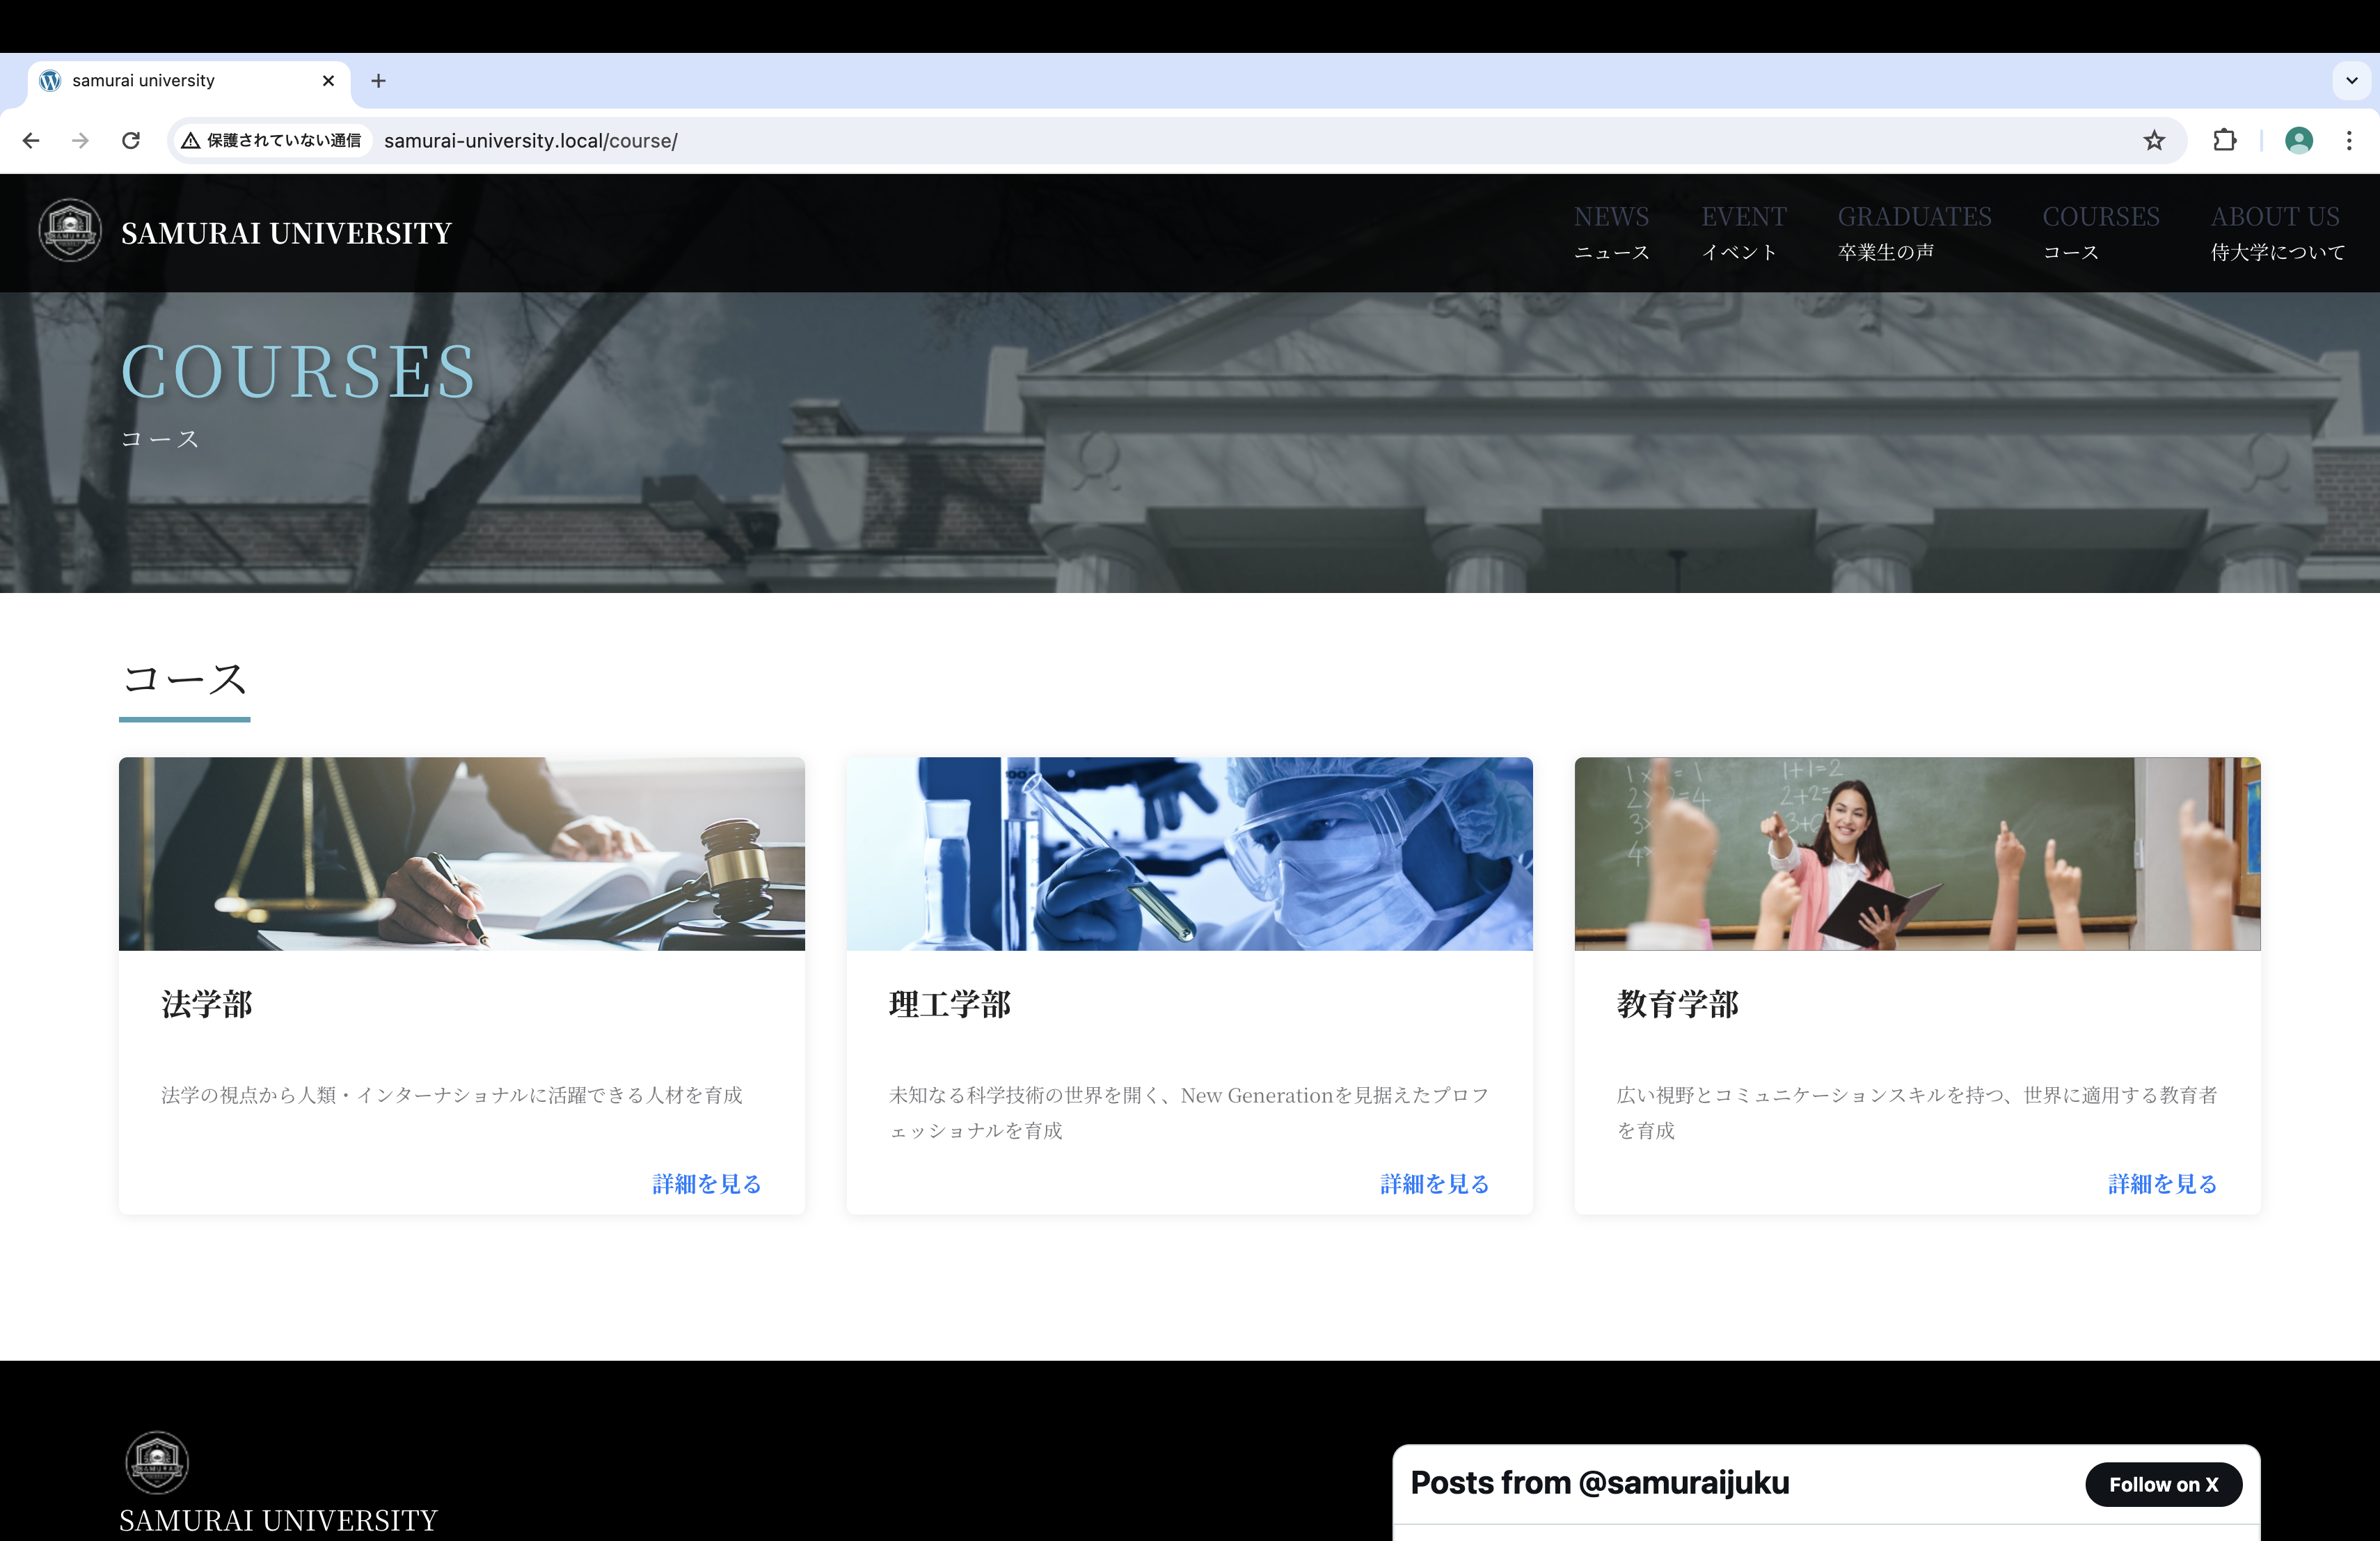 samurai university
保護されていない通信
samurai-university.local/course/
SAMURAI UNIVERSITY
NEWS
ニュース
EVENT
イベント
GRADUATES
卒業生の声
COURSES
コース
ABOUT US
侍大学について
COURSES
コース
コース
1+1=2
2+2=
法学部
法学の視点から人類・インターナショナルに活躍できる人材を育成
詳細を見る
理工学部
未知なる科学技術の世界を開く、New Generationを見据えたプロフ
ェッショナルを育成
詳細を見る
教育学部
広い視野とコミュニケーションスキルを持つ、世界に適用する教育者
を育成
詳細を見る
SAMURAI UNIVERSITY
Posts from @samuraijuku
Follow on X